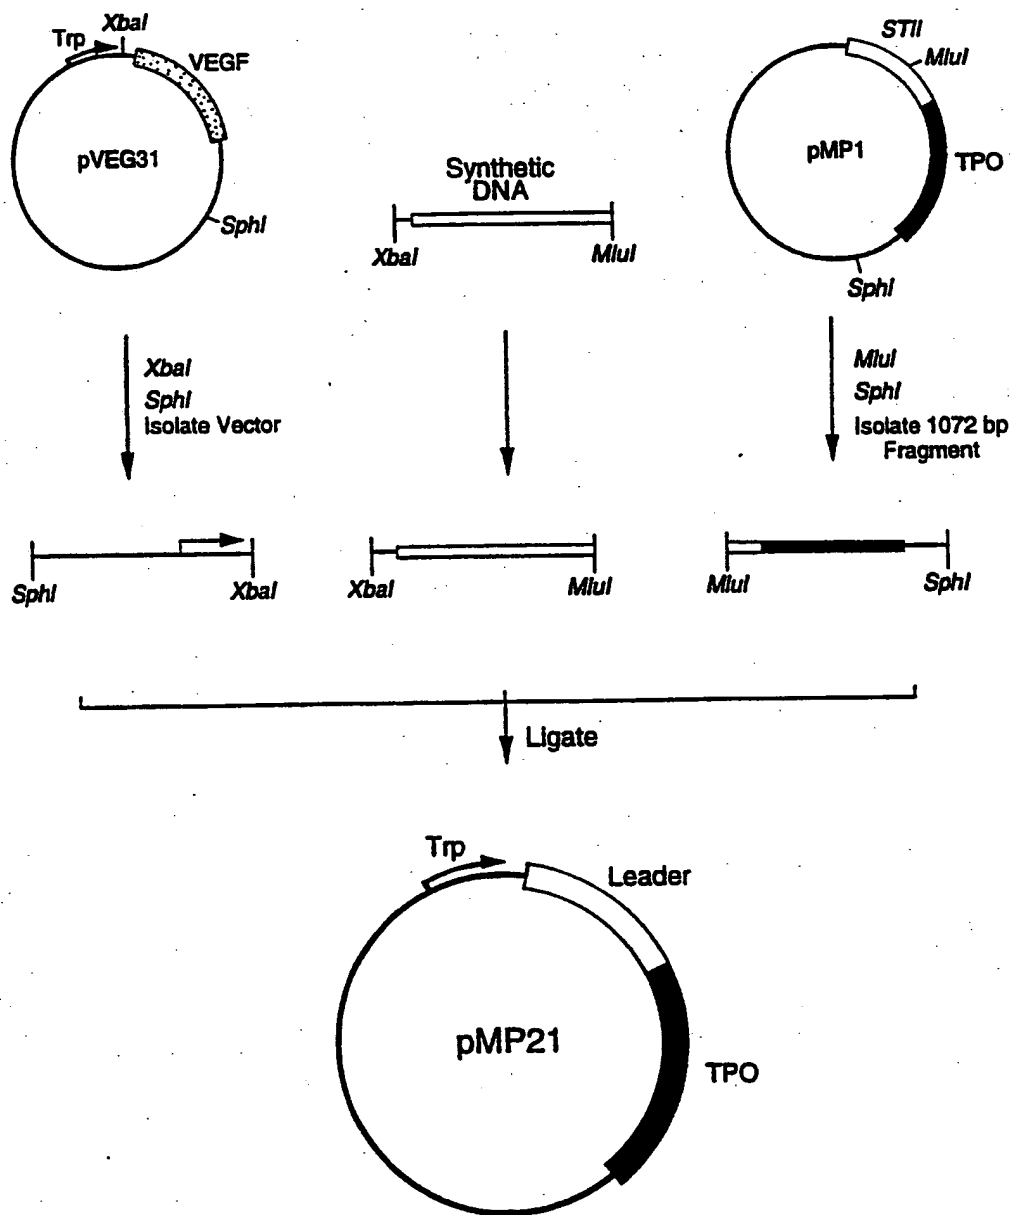 XbaI
Trp
VEGF
pVEG31
SphI
Synthetic
DNA
XbaI
MluI
STII
MluI
pMP1
TPO
SphI
XbaI
SphI
Isolate Vector
MluI
SphI
Isolate 1072 bp
Fragment
SphI
XbaI
XbaI
MluI
MluI
SphI
Ligate
Trp
Leader
pMP21
TPO